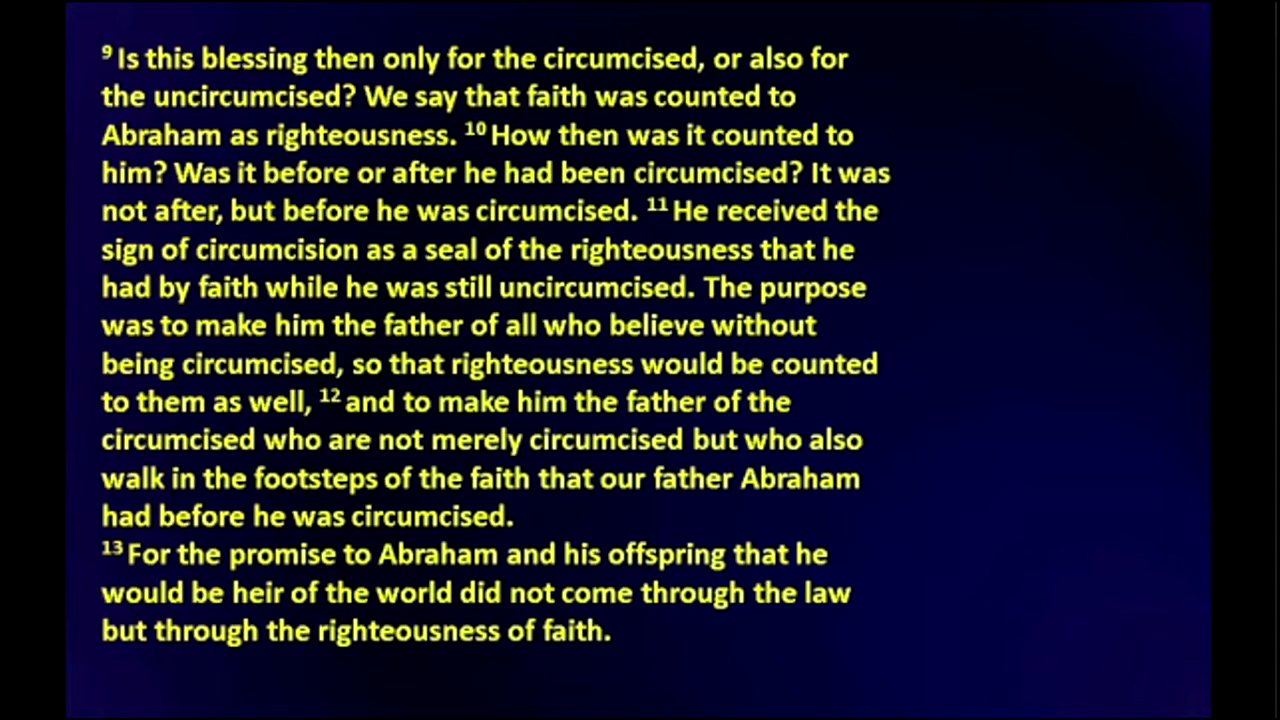 9 Is this blessing then only for the circumcised, or also for
the uncircumcised? We say that faith was counted to
Abraham as righteousness. 10 How then was it counted to
him? Was it before or after he had been circumcised? It was
not after, but before he was circumcised. 11 He received the
sign of circumcision as a seal of the righteousness that he
had by faith while he was still uncircumcised. The purpose
was to make him the father of all who believe without
being circumcised, so that righteousness would be counted
to them as well, 12 and to make him the father of the
circumcised who are not merely circumcised but who also
walk in the footsteps of the faith that our father Abraham
had before he was circumcised.
13 For the promise to Abraham and his offspring that he
would be heir of the world did not come through the law
but through the righteousness of faith.